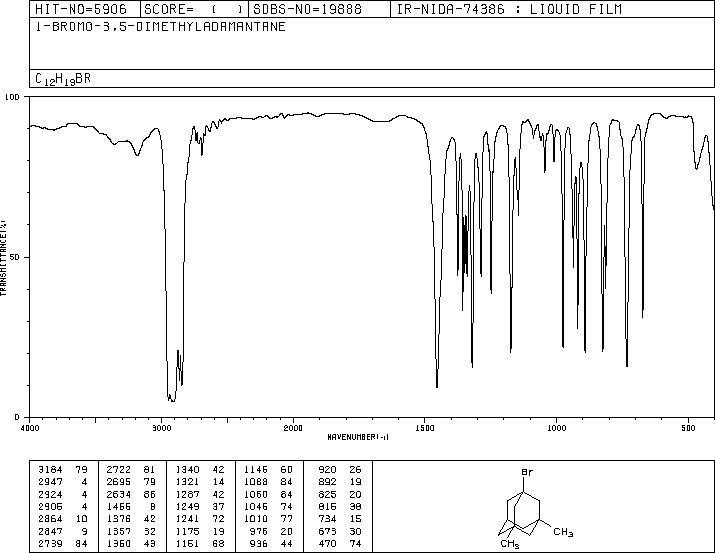 HIT-NO=5906 SCORE= ( ) SDBS-NO=19888 IR-NIDA-74386 : LIQUID FILM
1-BROMO-3,5-DIMETHYLADAMANTANE
C12H19BR
100
50
0
TRANSMITTANCE(%)
4000 3000 2000 1500 1000 500
WAVENUMBER(-1)
3184 79 2722 81 1340 42 1146 60 920 26
2947 4 2695 79 1321 14 1088 84 892 19
2924 4 2634 86 1287 42 1060 84 825 20
2905 4 1456 8 1249 37 1046 74 816 38
2864 10 1376 42 1241 72 1010 77 734 15
2847 9 1357 32 1175 19 976 20 673 30
2739 84 1350 43 1151 68 936 44 470 74
Br
CH3
CH3